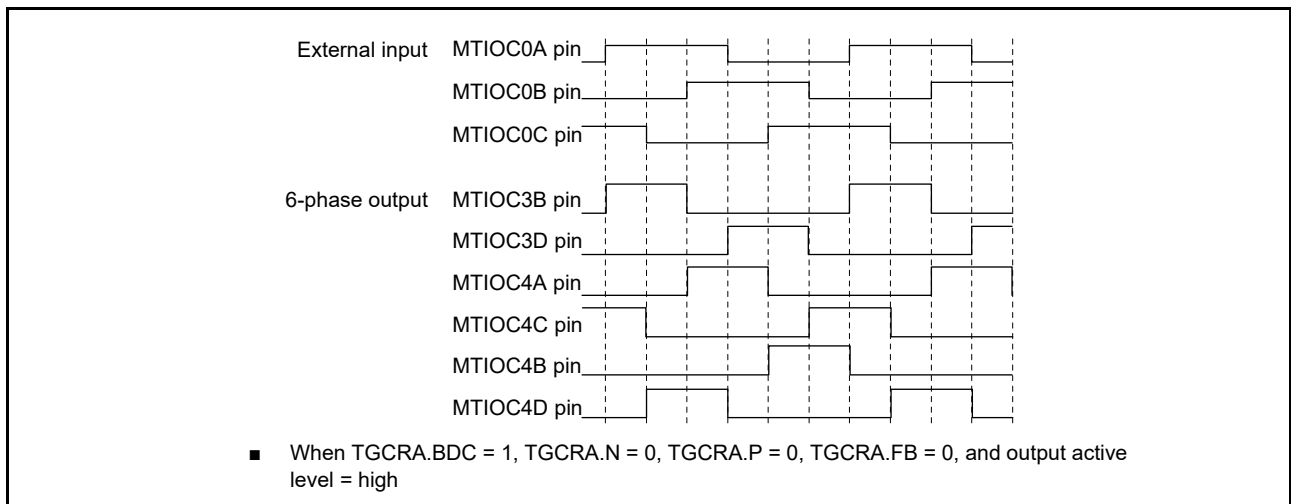 External input MTIOC0A pin
MTIOC0B pin
MTIOC0C pin
6-phase output MTIOC3B pin
MTIOC3D pin
MTIOC4A pin
MTIOC4C pin
MTIOC4B pin
MTIOC4D pin
■ When TGCRA.BDC = 1, TGCRA.N = 0, TGCRA.P = 0, TGCRA.FB = 0, and output active
level = high